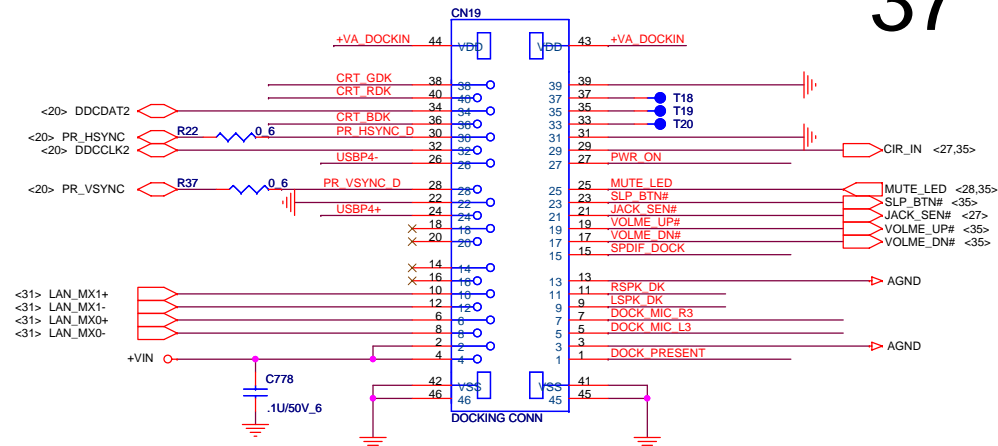 37
CN19
+VA_DOCKIN 44 VDD VDD 43 +VA_DOCKIN
CRT_GDK 38 38 39 39
CRT_RDK 40 40 37 37 T18
<20> DDCDAT2 34 34 35 35 T19
CRT_BDK 36 36 33 33 T20
<20> PR_HSYNC R22 0_6 PR_HSYNC_D 30 30 31 31
<20> DDCCLK2 32 32 29 29 CIR_IN <27,35>
USBP4- 26 26 27 27 PWR_ON
<20> PR_VSYNC R37 0_6 PR_VSYNC_D 28 28 25 25 MUTE_LED MUTE_LED <28,35>
22 22 23 23 SLP_BTN# SLP_BTN# <35>
USBP4+ 24 24 21 21 JACK_SEN# JACK_SEN# <27>
18 18 19 19 VOLME_UP# VOLME_UP# <35>
20 20 17 17 VOLME_DN# VOLME_DN# <35>
15 15 SPDIF_DOCK
14 14
16 16 13 13 AGND
<31> LAN_MX1+ 10 10 11 11 RSPK_DK
<31> LAN_MX1- 12 12 9 9 LSPK_DK
<31> LAN_MX0+ 6 6 7 7 DOCK_MIC_R3
<31> LAN_MX0- 8 8 5 5 DOCK_MIC_L3
2 2 3 3 AGND
+VIN 4 4 1 1 DOCK_PRESENT
C778
42 VSS VSS 41
46 45
.1U/50V_6
DOCKING CONN